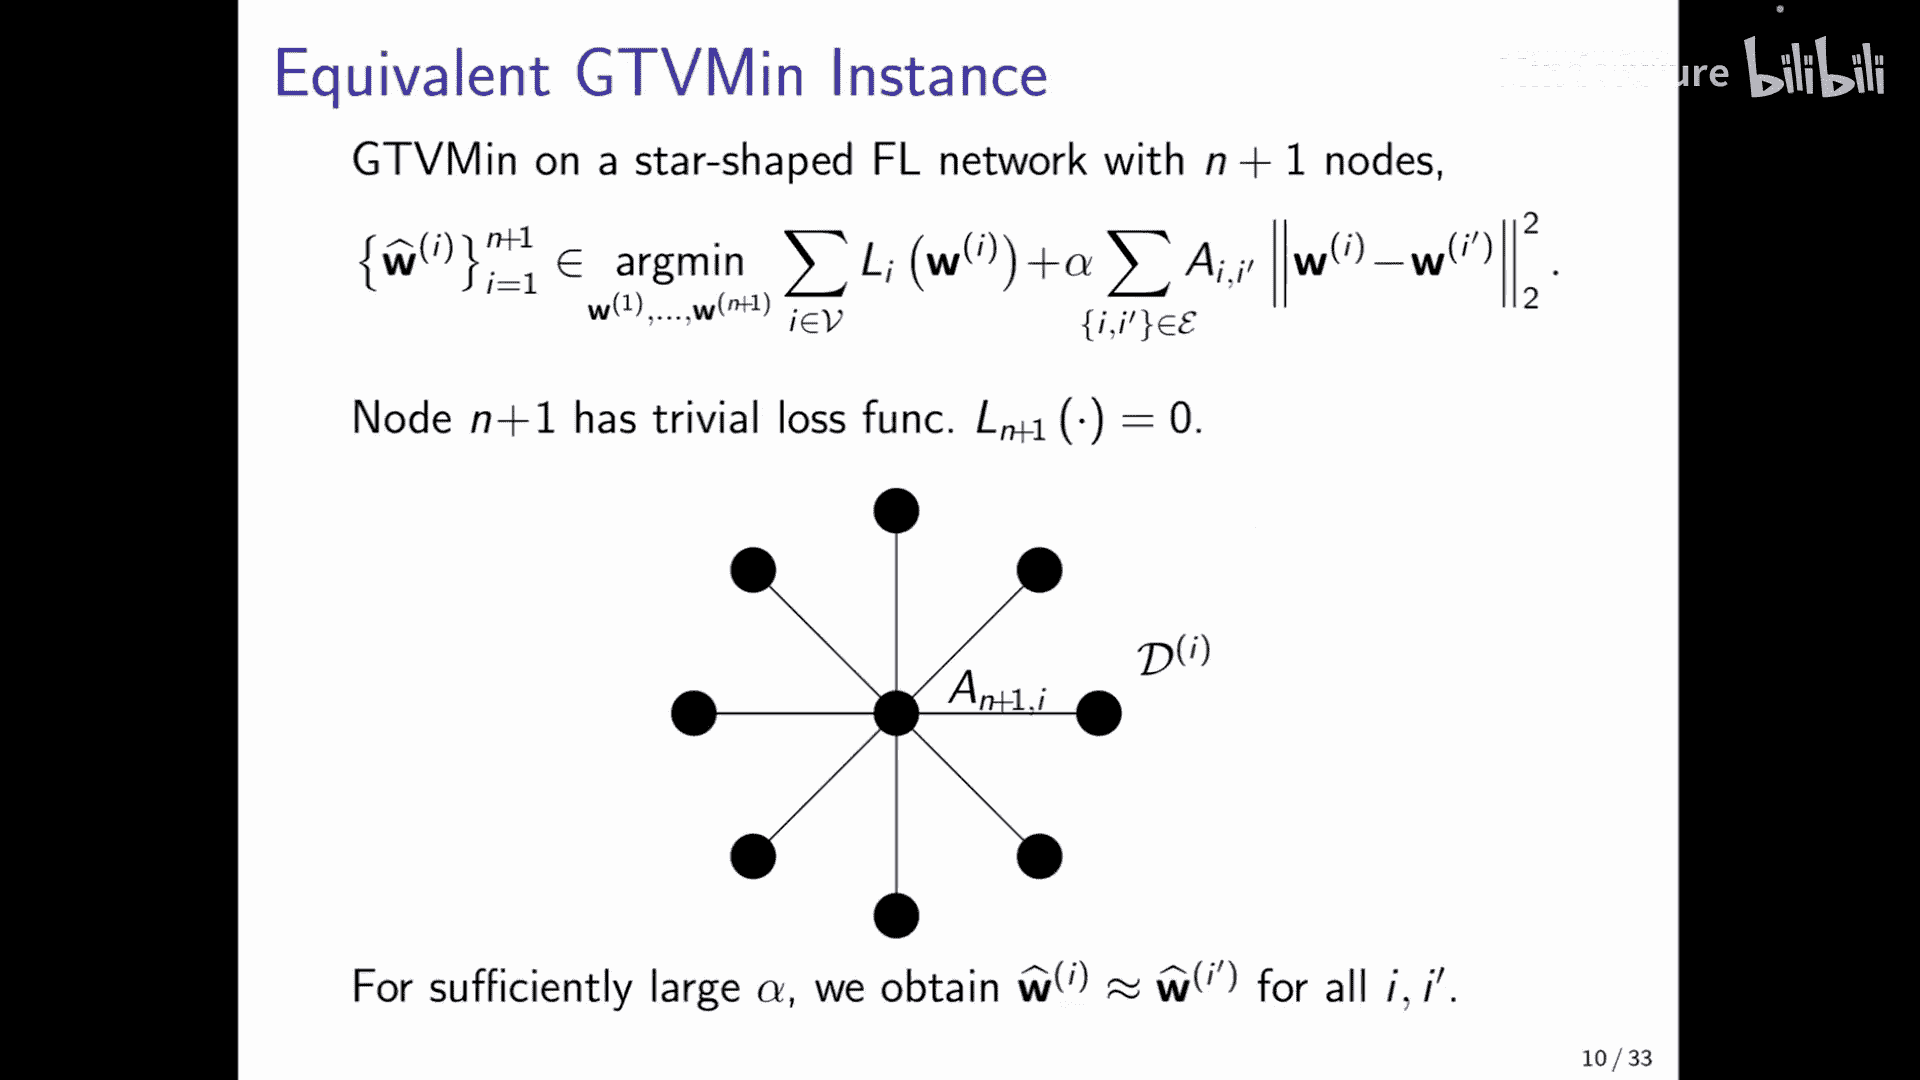 Equivalent GTVMin Instance
bilibili
GTVMin on a star-shaped FL network with n + 1 nodes,
{ŵ^(i)}_{i=1}^{n+1} ∈ argmin_{w^(1),...,w^(n+1)} ∑_{i∈𝒱} L_i (w^(i)) + α ∑_{{i,i′}∈ℰ} A_{i,i′} ‖w^(i) − w^(i′)‖_2^2 .
Node n+1 has trivial loss func. L_{n+1} (·) = 0.
𝒟^(i)
A_{n+1,i}
For sufficiently large α, we obtain ŵ^(i) ≈ ŵ^(i′) for all i, i′.
10 / 33